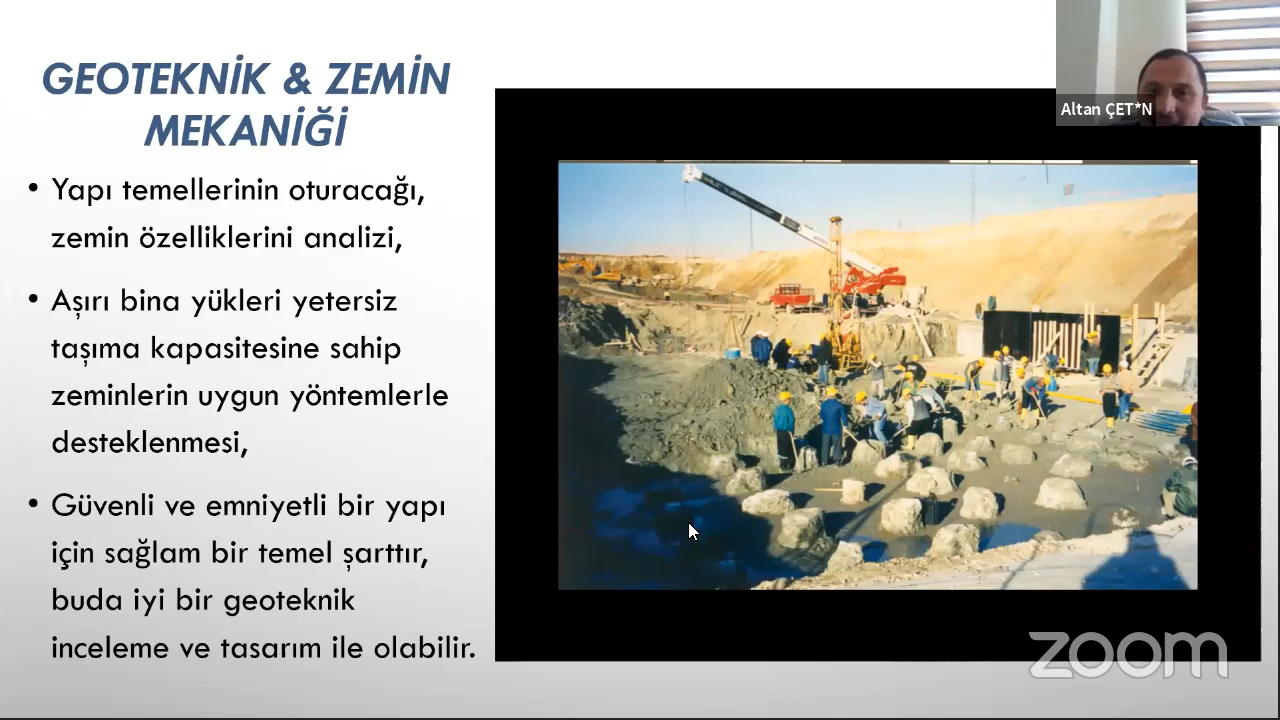 GEOTEKNİK & ZEMİN
MEKANİĞİ
• Yapı temellerinin oturacağı,
zemin özelliklerini analizi,
• Aşırı bina yükleri yetersiz
taşıma kapasitesine sahip
zeminlerin uygun yöntemlerle
desteklenmesi,
• Güvenli ve emniyetli bir yapı
için sağlam bir temel şarttır,
buda iyi bir geoteknik
inceleme ve tasarım ile olabilir.
Altan ÇET*N
zoom